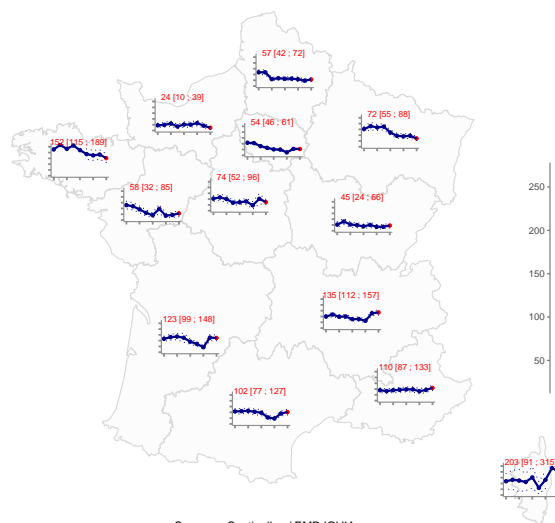 57 [42 ; 72]
24 [10 ; 39]
54 [46 ; 61]
72 [55 ; 88]
152 [115 ; 189]
74 [52 ; 96]
58 [32 ; 85]
45 [24 ; 66]
250
200
150
100
50
135 [112 ; 157]
123 [99 ; 148]
110 [87 ; 133]
102 [77 ; 127]
203 [91 ; 315]